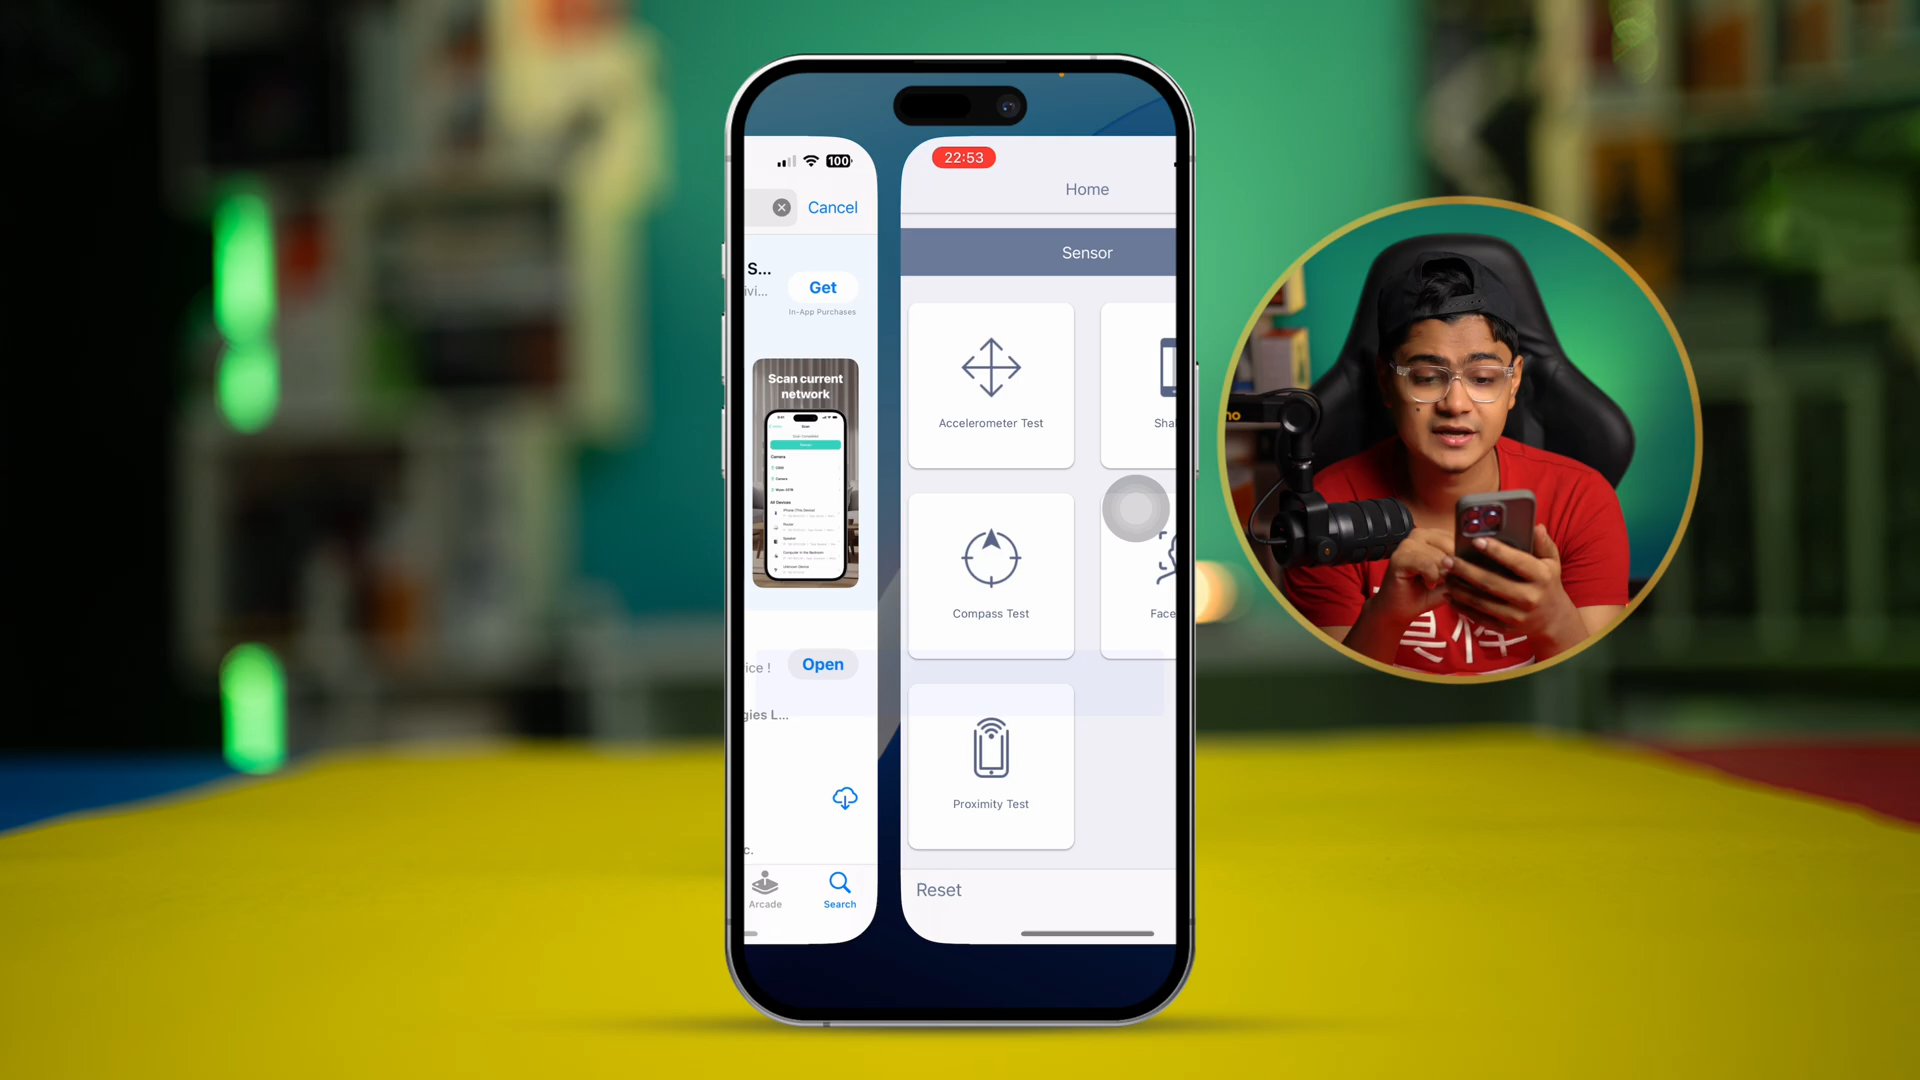 100
Cancel
S...
Get
ivi...
In-App Purchases
Scan current
network
ice !
Open
gies L...
c.
Arcade
Search
22:53
Home
Sensor
Accelerometer Test
Sha
Compass Test
Face
Proximity Test
Reset
no